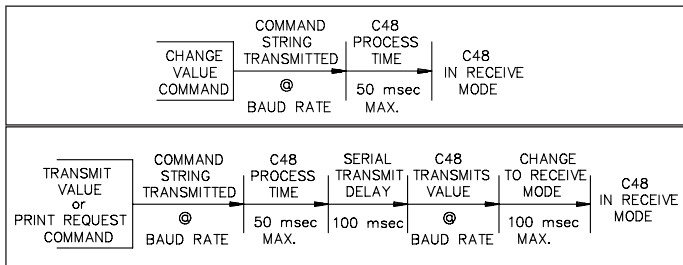 CHANGE
VALUE
COMMAND
COMMAND
STRING
TRANSMITTED
@
BAUD RATE
C48
PROCESS
TIME
50 msec
MAX.
C48
IN RECEIVE
MODE
TRANSMIT
VALUE
or
PRINT REQUEST
COMMAND
COMMAND
STRING
TRANSMITTED
@
BAUD RATE
C48
PROCESS
TIME
50 msec
MAX.
SERIAL
TRANSMIT
DELAY
100 msec
C48
TRANSMITS
VALUE
@
BAUD RATE
CHANGE
TO RECEIVE
MODE
100 msec
MAX.
C48
IN RECEIVE
MODE